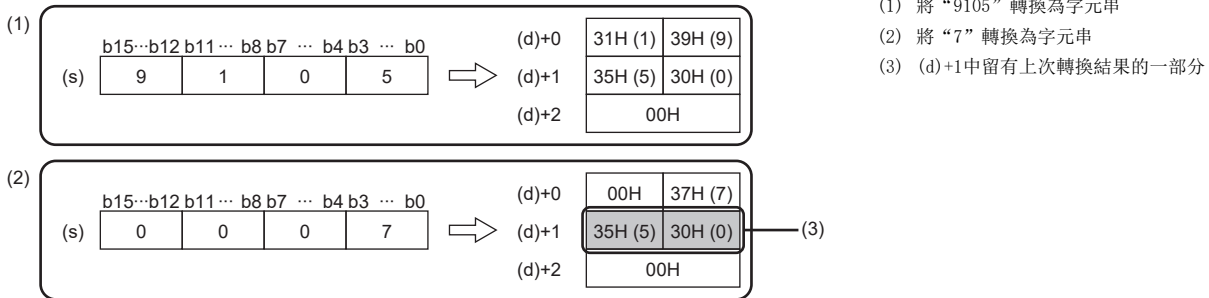 (1) 將“9105”轉換為字元串
(2) 將“7”轉換為字元串
(3) (d)+1中留有上次轉換結果的一部分
(1)
b15···b12 b11··· b8 b7 ··· b4 b3 ··· b0
(s) 9 1 0 5
(d)+0 31H (1) 39H (9)
(d)+1 35H (5) 30H (0)
(d)+2 00H
(2)
b15···b12 b11··· b8 b7 ··· b4 b3 ··· b0
(s) 0 0 0 7
(d)+0 00H 37H (7)
(d)+1 35H (5) 30H (0) (3)
(d)+2 00H